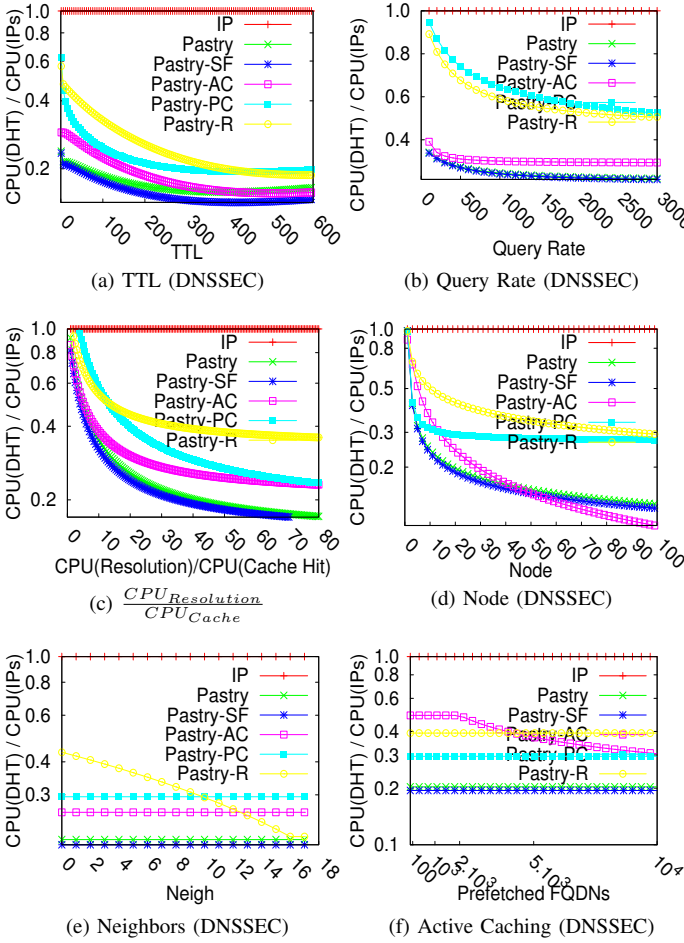 CPU(DHT) / CPU(IPs)
1.0
0.6
0.4
0.2
IP
Pastry
Pastry-SF
Pastry-AC
Pastry-PC
Pastry-R
0
100
200
300
400
500
600
TTL
(a) TTL (DNSSEC)
CPU(DHT) / CPU(IPs)
1.0
0.8
0.6
0.4
IP
Pastry
Pastry-SF
Pastry-AC
Pastry-PC
Pastry-R
0
500
1000
1500
2000
2500
3000
Query Rate
(b) Query Rate (DNSSEC)
CPU(DHT) / CPU(IPs)
1.0
0.8
0.6
0.4
0.2
IP
Pastry
Pastry-SF
Pastry-AC
Pastry-PC
Pastry-R
0
10
20
30
40
50
60
70
80
CPU(Resolution)/CPU(Cache Hit)
(c) CPU_Resolution / CPU_Cache
CPU(DHT) / CPU(IPs)
1.0
0.8
0.5
0.3
0.2
IP
Pastry
Pastry-SF
Pastry-AC
Pastry-PC
Pastry-R
0
10
20
30
40
50
60
70
80
90
100
Node
(d) Node (DNSSEC)
CPU(DHT) / CPU(IPs)
1.0
0.8
0.6
0.4
0.3
IP
Pastry
Pastry-SF
Pastry-AC
Pastry-PC
Pastry-R
0
2
4
6
8
10
12
14
16
18
Neigh
(e) Neighbors (DNSSEC)
CPU(DHT) / CPU(IPs)
1.0
0.6
0.4
0.3
0.2
0.1
IP
Pastry
Pastry-SF
Pastry-AC
Pastry-PC
Pastry-R
100
2·10³
5·10³
10⁴
Prefetched FQDNs
(f) Active Caching (DNSSEC)